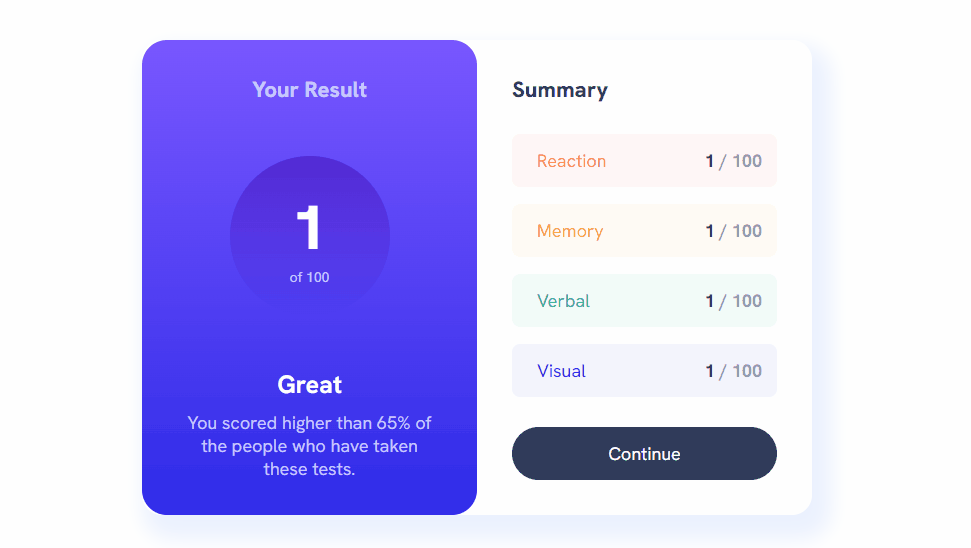 Your Result
1
of 100
Great
You scored higher than 65% of
the people who have taken
these tests.
Summary
Reaction 1 / 100
Memory 1 / 100
Verbal 1 / 100
Visual 1 / 100
Continue